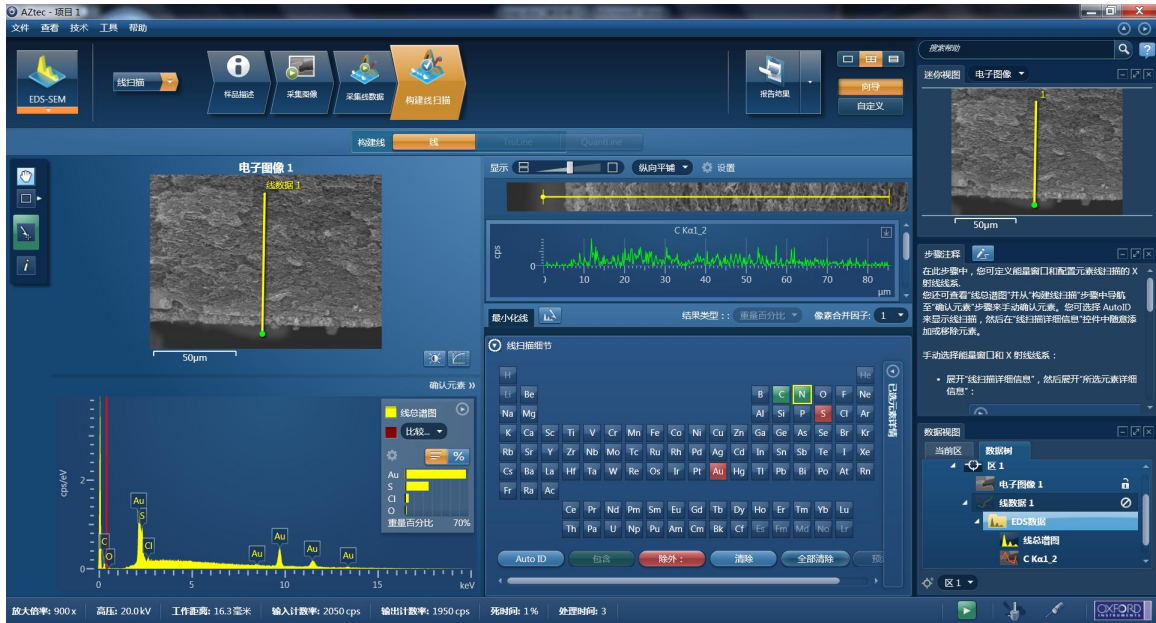 AZtec - 项目 1
文件 查看 技术 工具 帮助
EDS-SEM
线扫描
样品描述
采集图像
采集线数据
构建线扫描
报告结果
向导
自定义
构建线
线
TruLine
QuantLine
电子图像 1
线数据 1
50μm
确认元素 »
cps/eV
2
0
0 5 10 15 keV
Au
S
Cl
C
O
Au
Au
Au
Au
线总谱图
比较...
%
Au
S
Cl
O
重量百分比 70%
显示
纵向平铺
设置
C Kα1_2
cps
0
10 20 30 40 50 60 70 80
μm
最小化线
结果类型：:
重量百分比
像素合并因子: 1
线扫描细节
H He
Li Be B C N O F Ne
Na Mg Al Si P S Cl Ar
K Ca Sc Ti V Cr Mn Fe Co Ni Cu Zn Ga Ge As Se Br Kr
Rb Sr Y Zr Nb Mo Tc Ru Rh Pd Ag Cd In Sn Sb Te I Xe
Cs Ba La Hf Ta W Re Os Ir Pt Au Hg Tl Pb Bi Po At Rn
Fr Ra Ac
Ce Pr Nd Pm Sm Eu Gd Tb Dy Ho Er Tm Yb Lu
Th Pa U Np Pu Am Cm Bk Cf Es Fm Md No Lr
已选元素详情
Auto ID
包含
除外：
清除
全部清除
搜索帮助
迷你视图
电子图像
1
50μm
步骤注释
在此步骤中，您可定义能量窗口和配置元素线扫描的 X
射线线系.
您还可查看"线总谱图"并从"构建线扫描"步骤中导航
至"确认元素"步骤来手动确认元素。您可选择 AutoID
来显示线扫描，然后在"线扫描详细信息"控件中随意添
加或移除元素。
手动选择能量窗口和 X 射线线系：
• 展开"线扫描详细信息"，然后展开"所选元素详细
信息"：
数据视图
当前区
数据树
区 1
电子图像 1
线数据 1
EDS数据
线总谱图
C Kα1_2
区 1
放大倍率: 900 x
高压: 20.0 kV
工作距离: 16.3 毫米
输入计数率: 2050 cps
输出计数率: 1950 cps
死时间: 1%
处理时间: 3
OXFORD
INSTRUMENTS